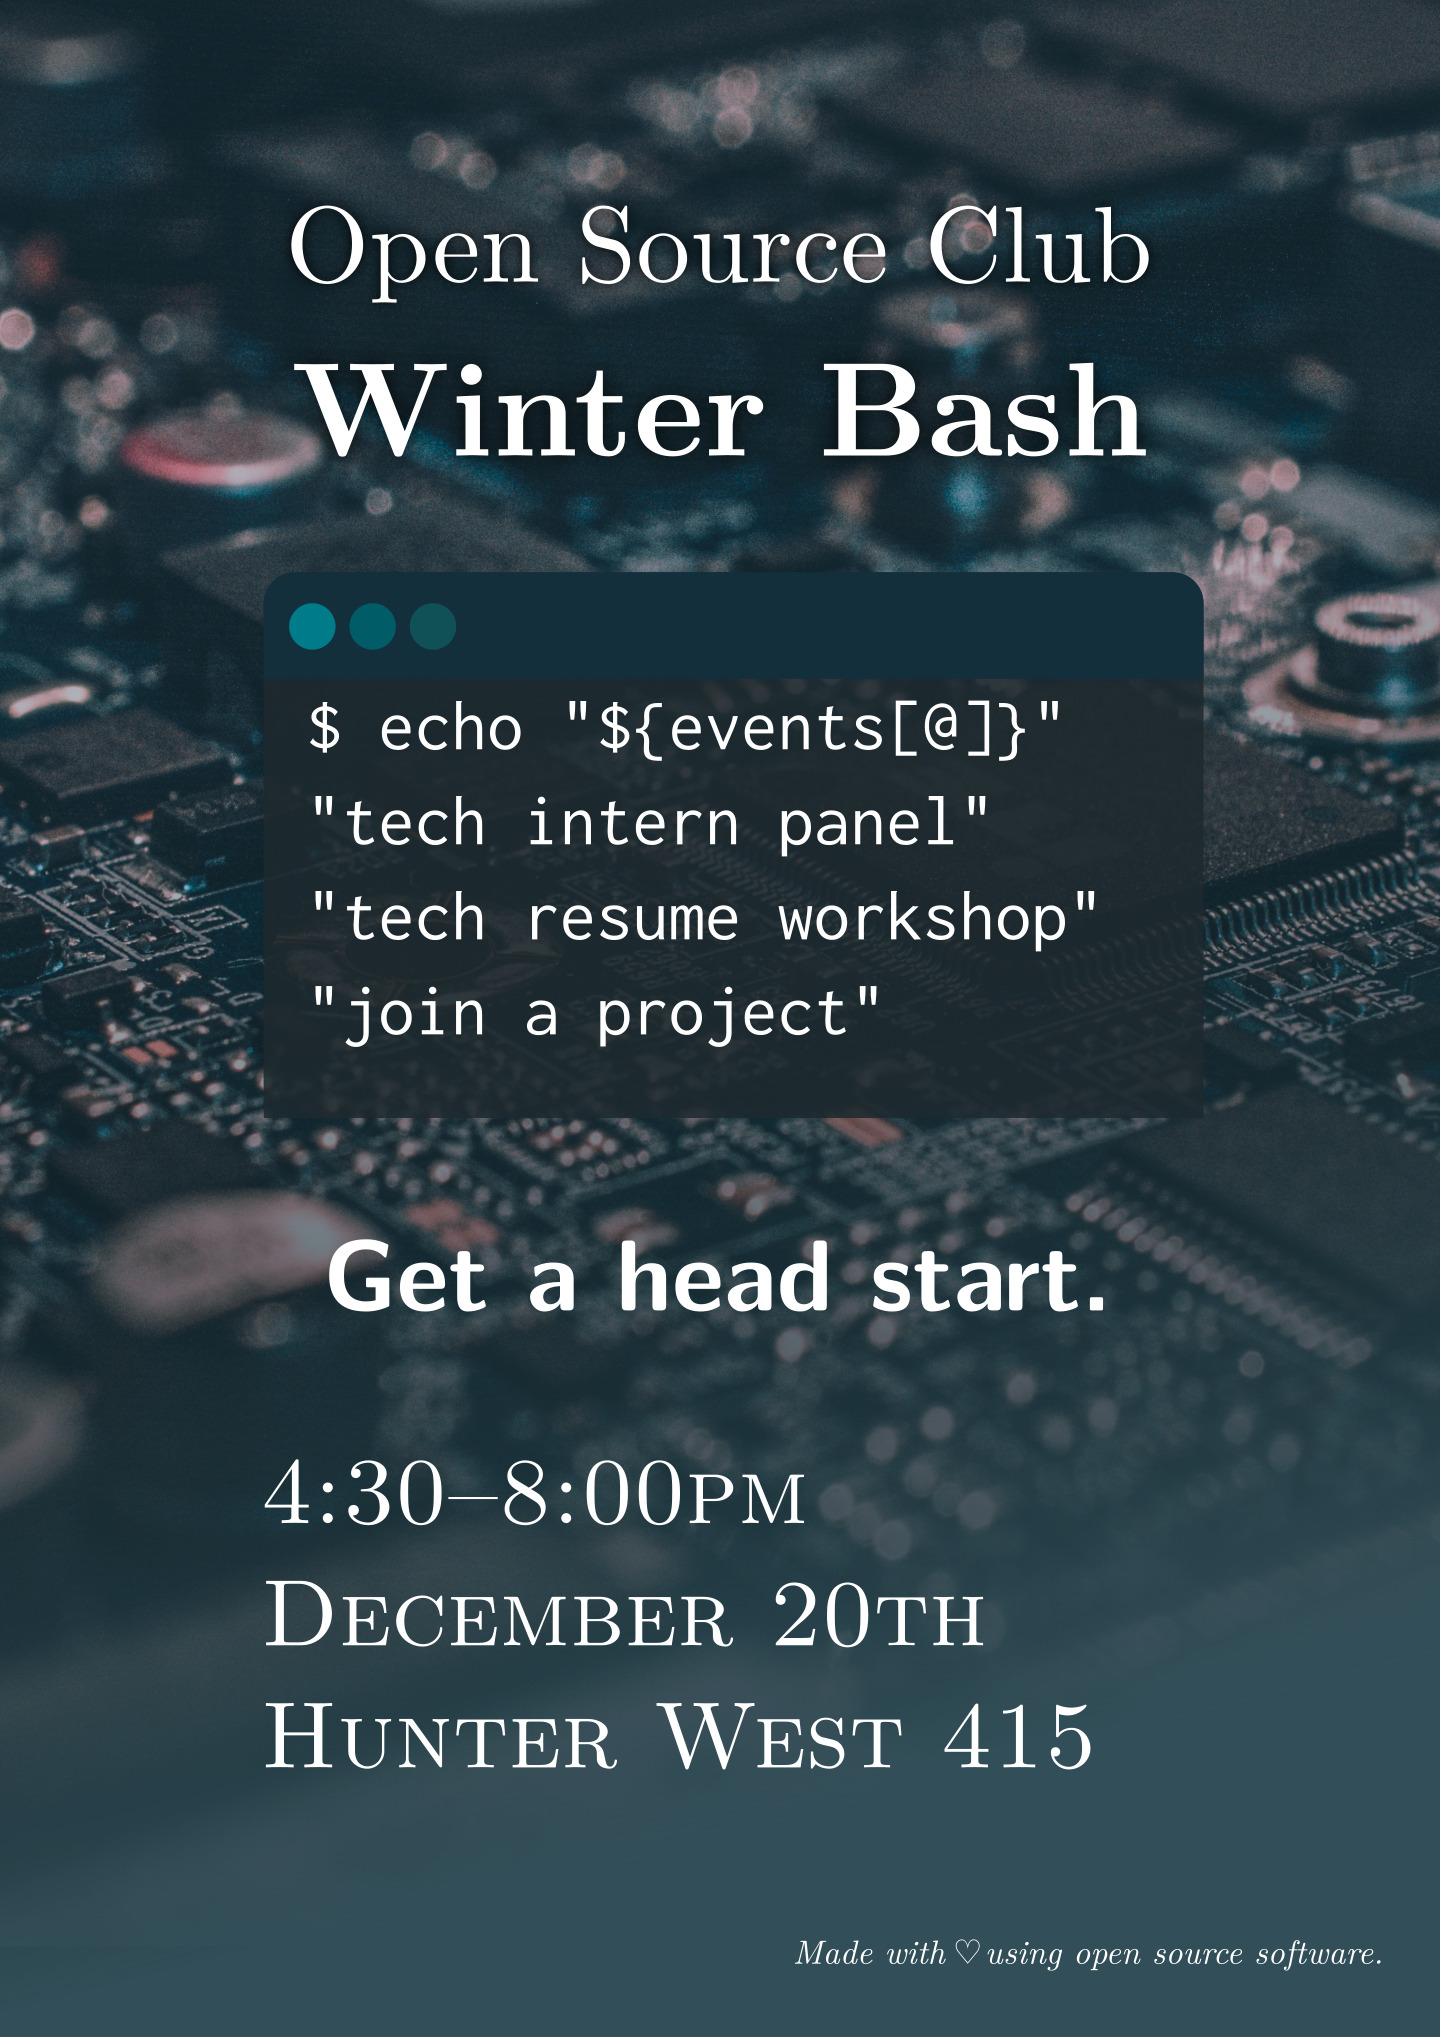 Open Source Club
Winter Bash
$ echo "${events[@]}"
"tech intern panel"
"tech resume workshop"
"join a project"
Get a head start.
4:30–8:00PM
DECEMBER 20TH
HUNTER WEST 415
Made with ♡ using open source software.